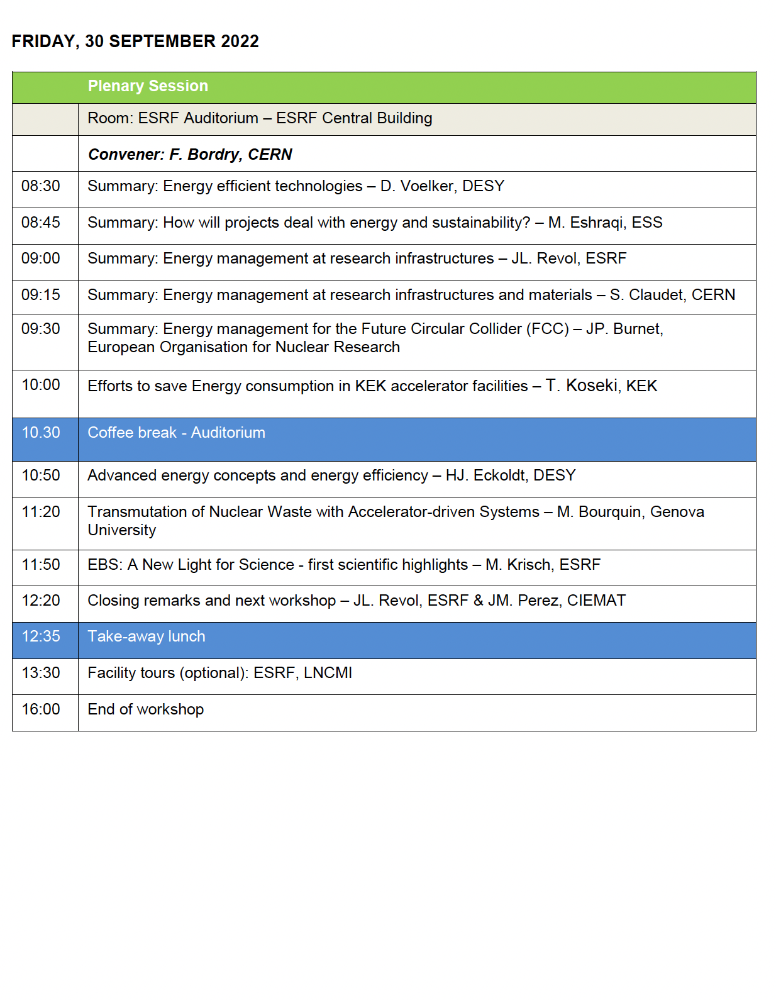 FRIDAY, 30 SEPTEMBER 2022
Plenary Session
Room: ESRF Auditorium – ESRF Central Building
Convener: F. Bordry, CERN
08:30 Summary: Energy efficient technologies – D. Voelker, DESY
08:45 Summary: How will projects deal with energy and sustainability? – M. Eshraqi, ESS
09:00 Summary: Energy management at research infrastructures – JL. Revol, ESRF
09:15 Summary: Energy management at research infrastructures and materials – S. Claudet, CERN
09:30 Summary: Energy management for the Future Circular Collider (FCC) – JP. Burnet,
European Organisation for Nuclear Research
10:00 Efforts to save Energy consumption in KEK accelerator facilities – T. Koseki, KEK
10.30 Coffee break - Auditorium
10:50 Advanced energy concepts and energy efficiency – HJ. Eckoldt, DESY
11:20 Transmutation of Nuclear Waste with Accelerator-driven Systems – M. Bourquin, Genova
University
11:50 EBS: A New Light for Science - first scientific highlights – M. Krisch, ESRF
12:20 Closing remarks and next workshop – JL. Revol, ESRF & JM. Perez, CIEMAT
12:35 Take-away lunch
13:30 Facility tours (optional): ESRF, LNCMI
16:00 End of workshop